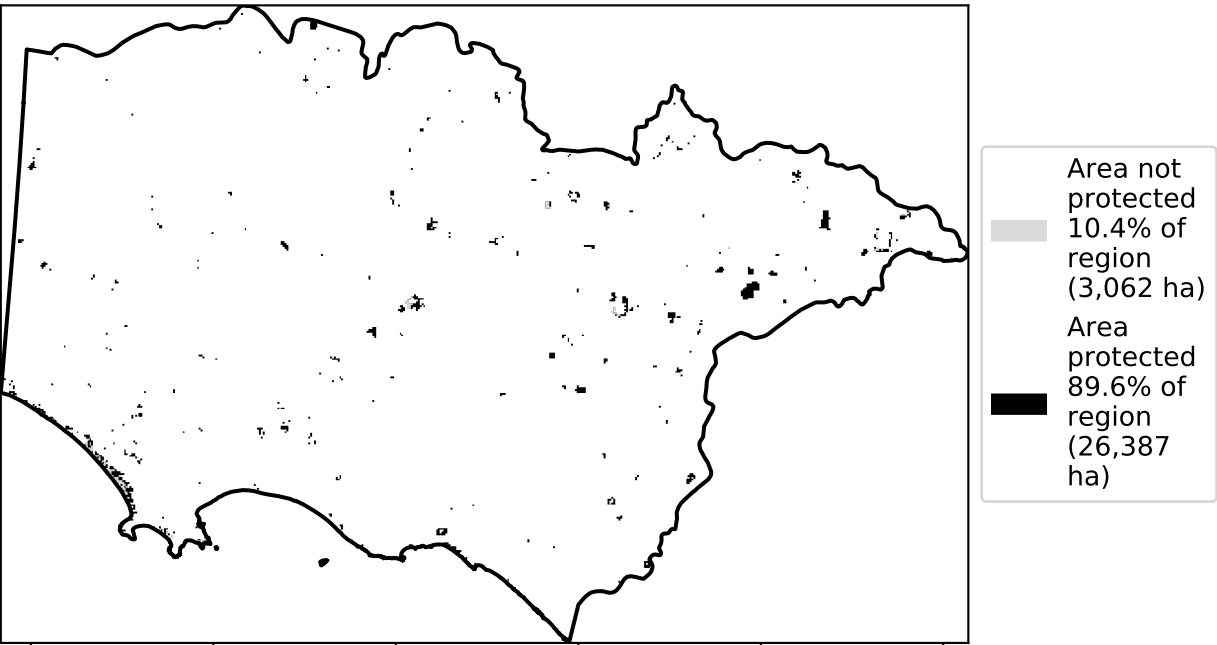 Area not
protected
10.4% of
region
(3,062 ha)
Area
protected
89.6% of
region
(26,387
ha)